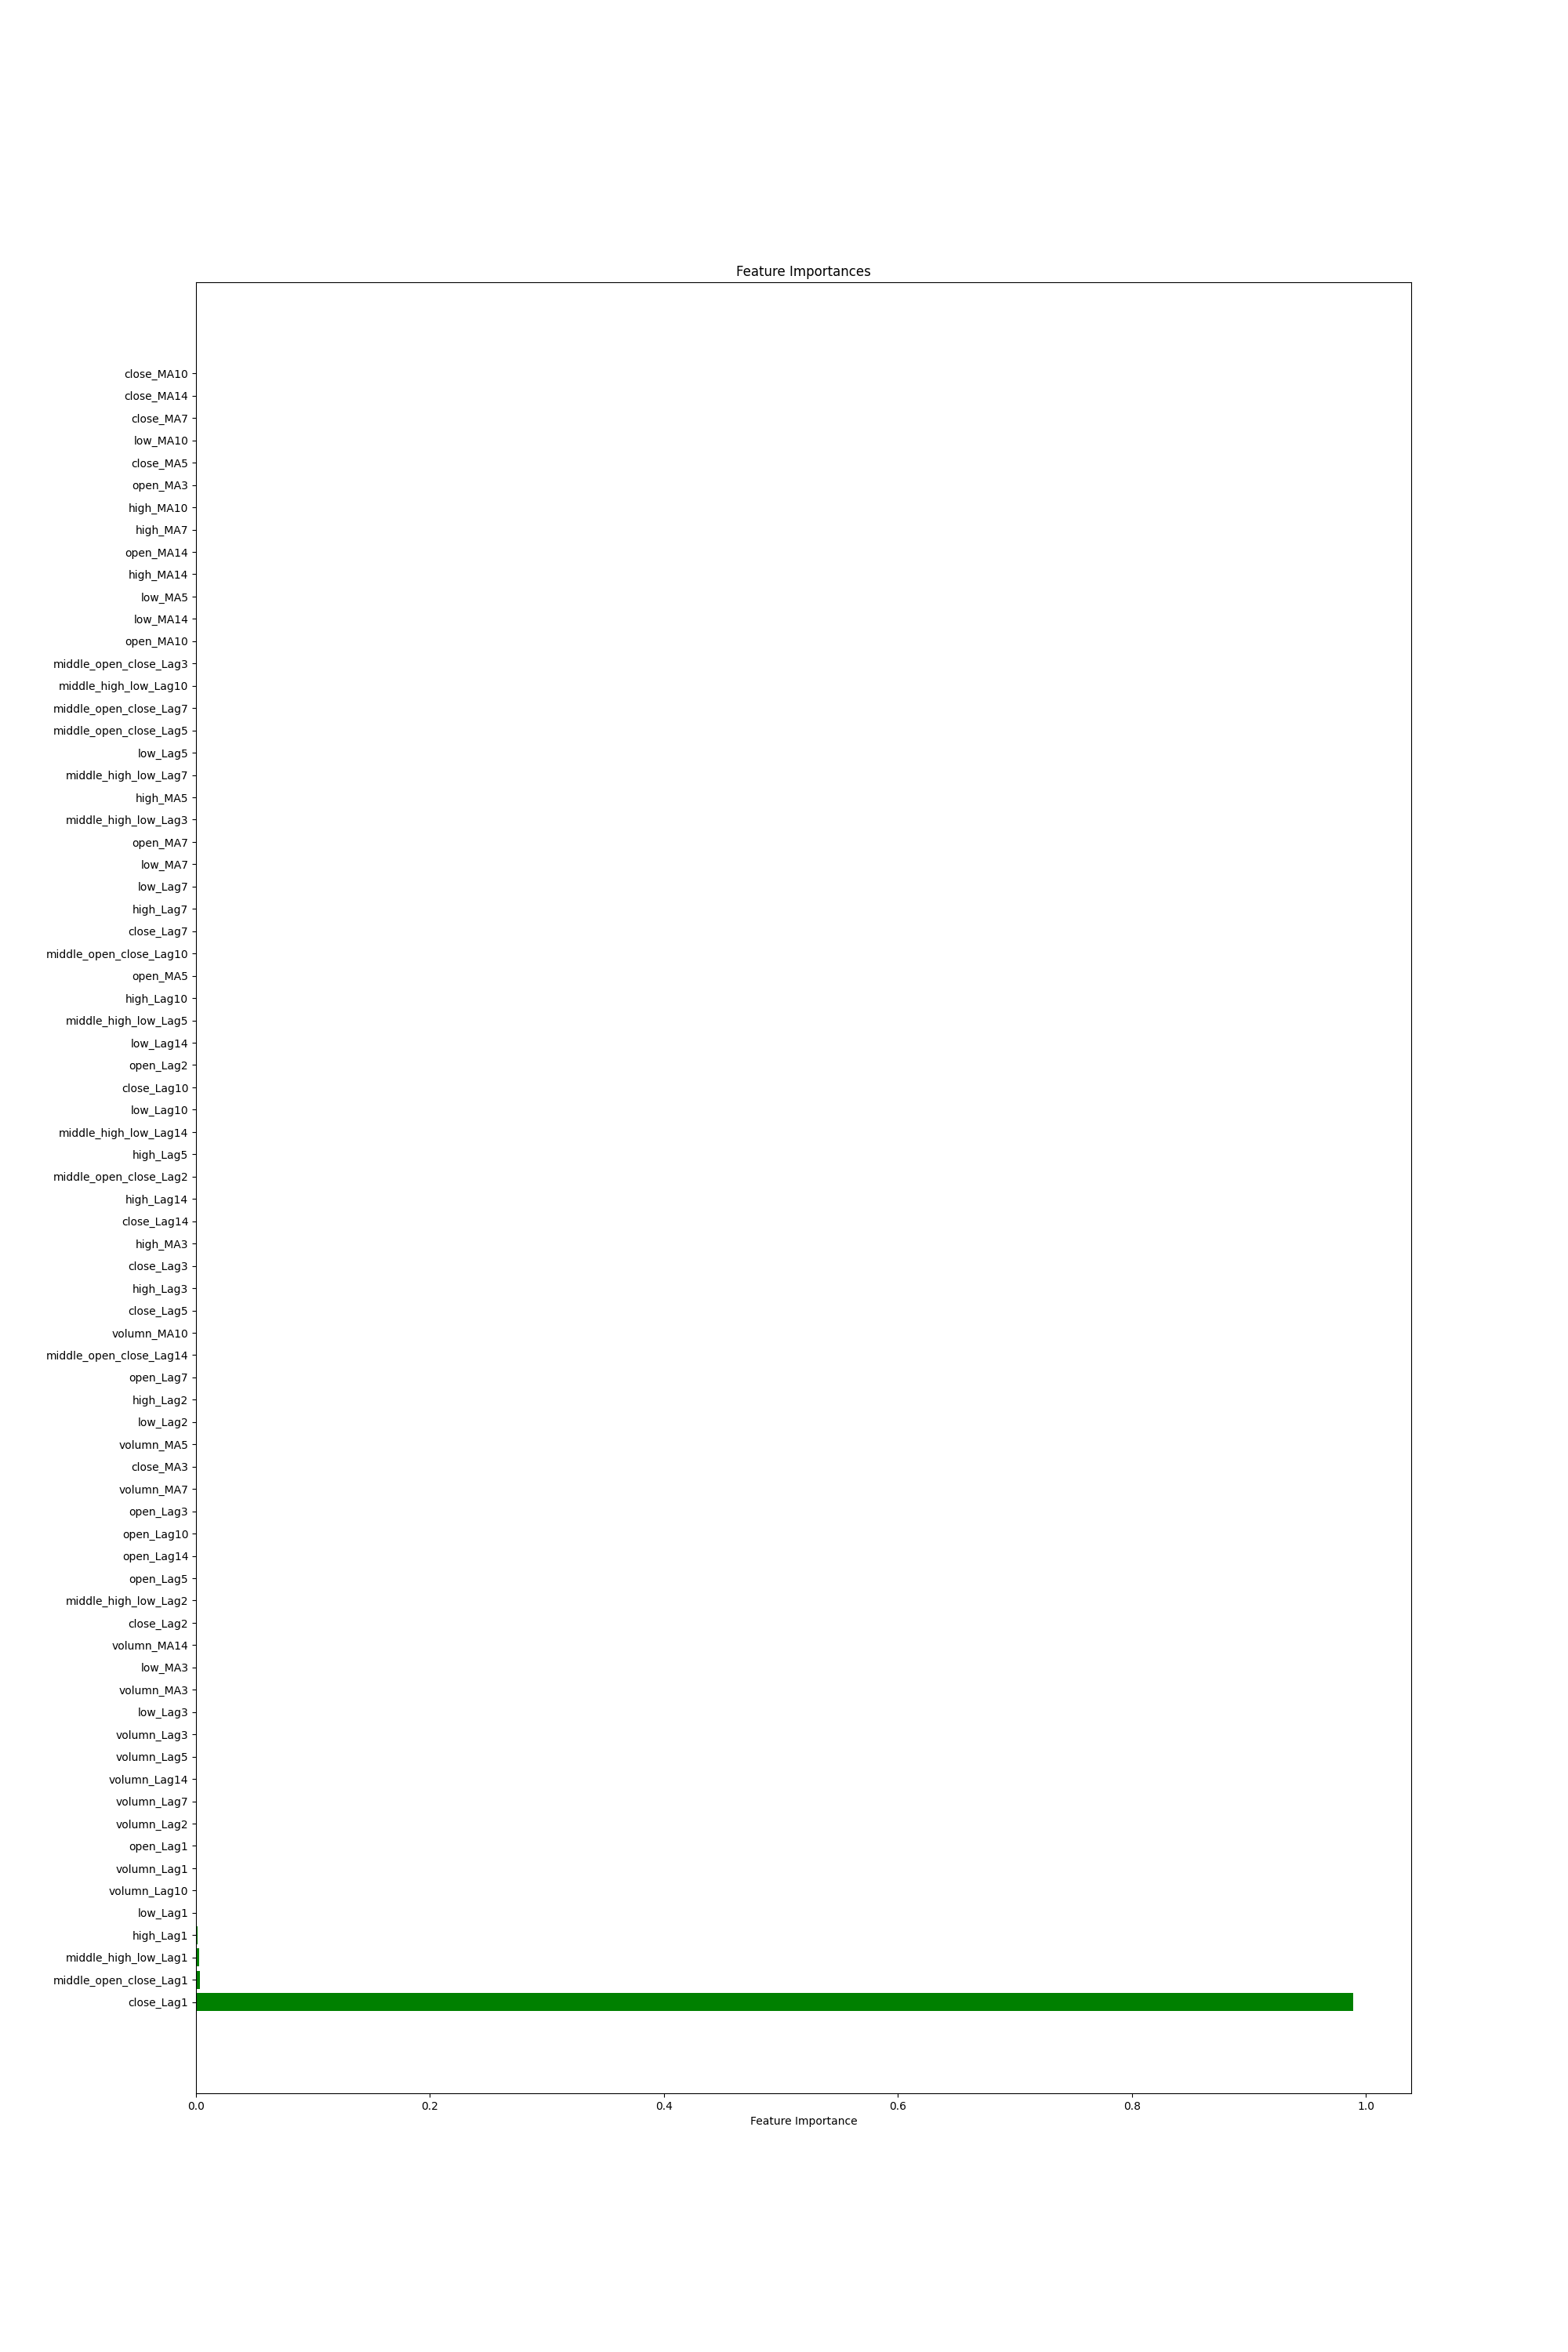 Feature Importances
close_MA10
close_MA14
close_MA7
low_MA10
close_MA5
open_MA3
high_MA10
high_MA7
open_MA14
high_MA14
low_MA5
low_MA14
open_MA10
middle_open_close_Lag3
middle_high_low_Lag10
middle_open_close_Lag7
middle_open_close_Lag5
low_Lag5
middle_high_low_Lag7
high_MA5
middle_high_low_Lag3
open_MA7
low_MA7
low_Lag7
high_Lag7
close_Lag7
middle_open_close_Lag10
open_MA5
high_Lag10
middle_high_low_Lag5
low_Lag14
open_Lag2
close_Lag10
low_Lag10
middle_high_low_Lag14
high_Lag5
middle_open_close_Lag2
high_Lag14
close_Lag14
high_MA3
close_Lag3
high_Lag3
close_Lag5
volumn_MA10
middle_open_close_Lag14
open_Lag7
high_Lag2
low_Lag2
volumn_MA5
close_MA3
volumn_MA7
open_Lag3
open_Lag10
open_Lag14
open_Lag5
middle_high_low_Lag2
close_Lag2
volumn_MA14
low_MA3
volumn_MA3
low_Lag3
volumn_Lag3
volumn_Lag5
volumn_Lag14
volumn_Lag7
volumn_Lag2
open_Lag1
volumn_Lag1
volumn_Lag10
low_Lag1
high_Lag1
middle_high_low_Lag1
middle_open_close_Lag1
close_Lag1
0.0 0.2 0.4 0.6 0.8 1.0
Feature Importance